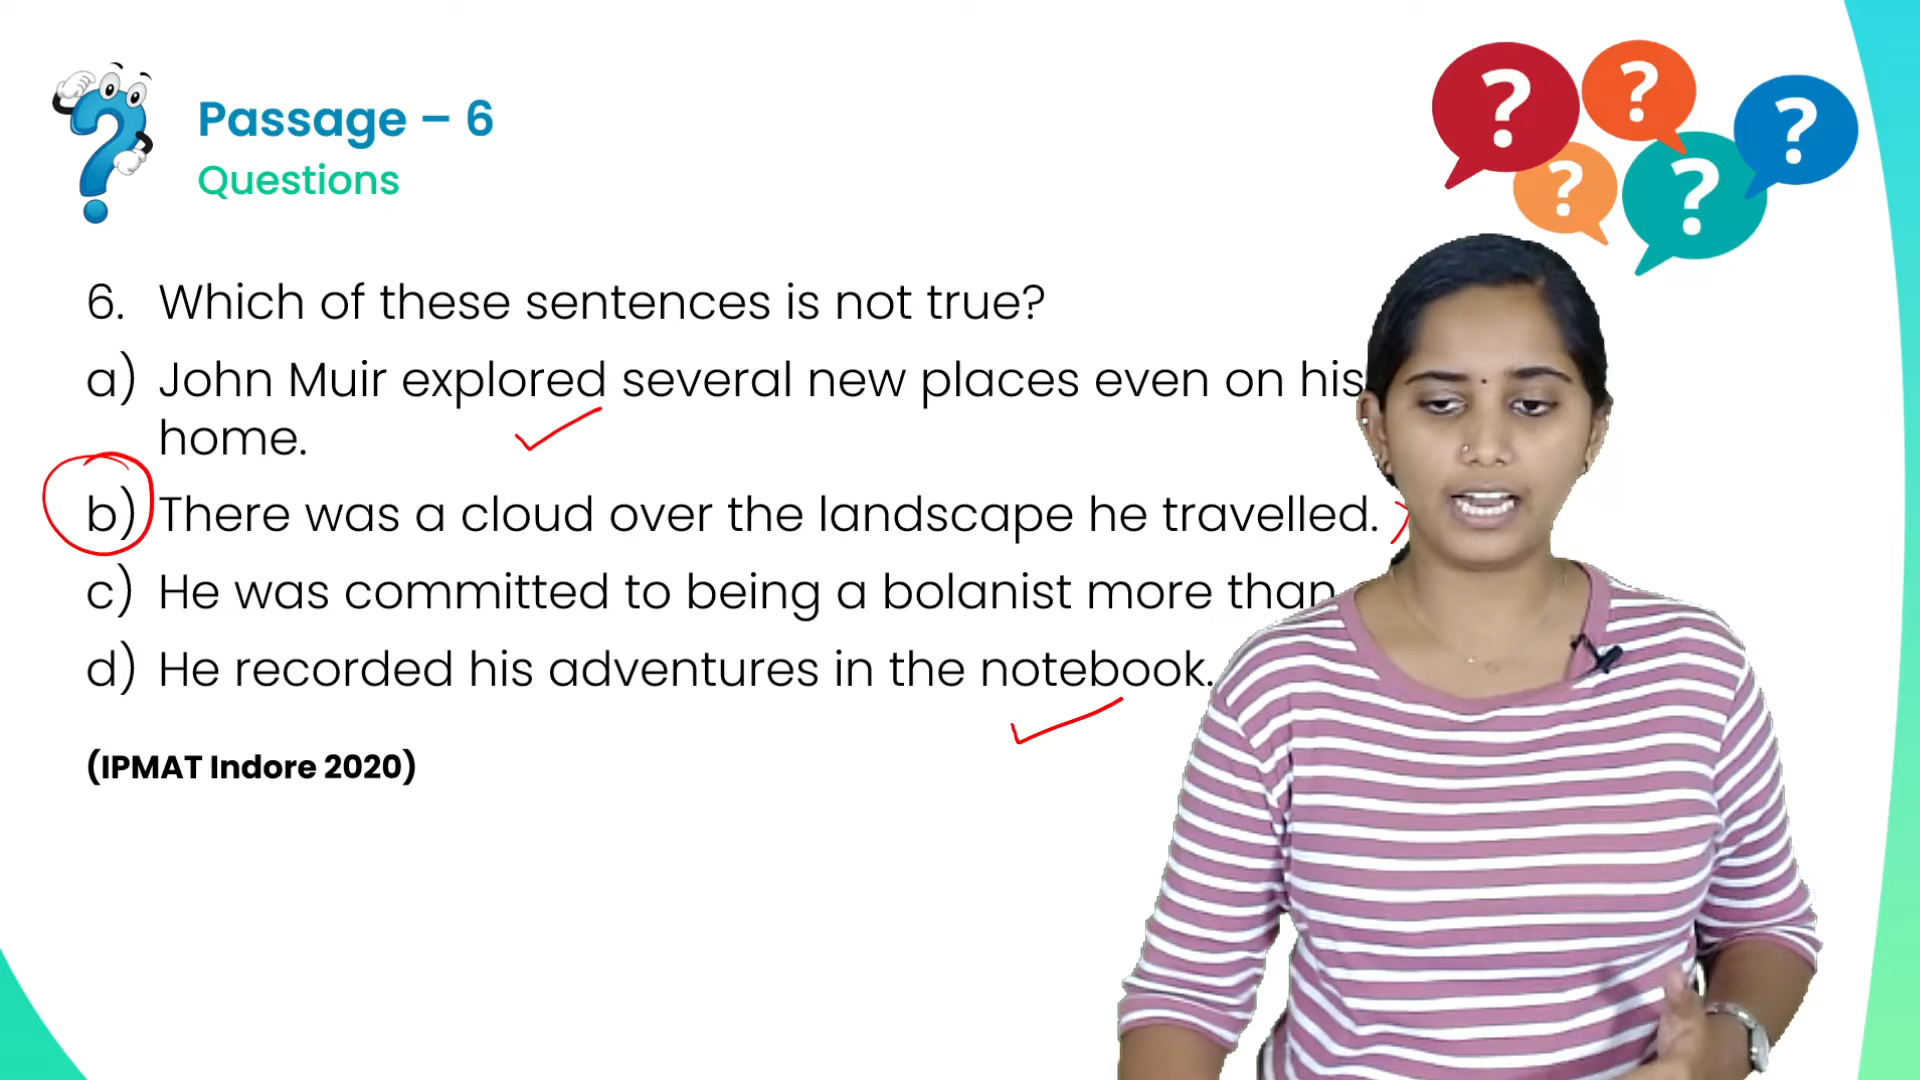 Passage – 6
Questions
6. Which of these sentences is not true?
a) John Muir explored several new places even on his
home.
b) There was a cloud over the landscape he travelled.
c) He was committed to being a bolanist more than
d) He recorded his adventures in the notebook.
(IPMAT Indore 2020)
? ? ? ? ?